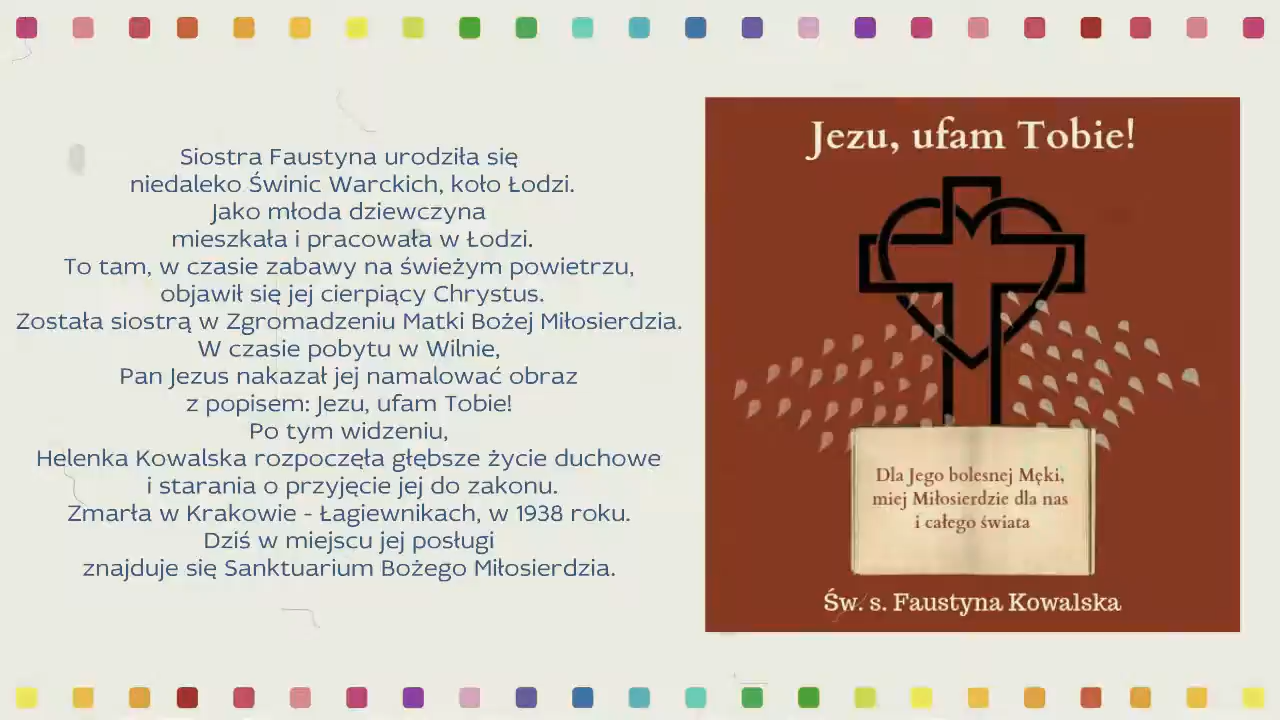 Siostra Faustyna urodziła się
niedaleko Świnic Warckich, koło Łodzi.
Jako młoda dziewczyna
mieszkała i pracowała w Łodzi.
To tam, w czasie zabawy na świeżym powietrzu,
objawił się jej cierpiący Chrystus.
Została siostrą w Zgromadzeniu Matki Bożej Miłosierdzia.
W czasie pobytu w Wilnie,
Pan Jezus nakazał jej namalować obraz
z popisem: Jezu, ufam Tobie!
Po tym widzeniu,
Helenka Kowalska rozpoczęła głębsze życie duchowe
i starania o przyjęcie jej do zakonu.
Zmarła w Krakowie - Łagiewnikach, w 1938 roku.
Dziś w miejscu jej posługi
znajduje się Sanktuarium Bożego Miłosierdzia.
Jezu, ufam Tobie!
Dla Jego bolesnej Męki,
miej Miłosierdzie dla nas
i całego świata
Św. s. Faustyna Kowalska